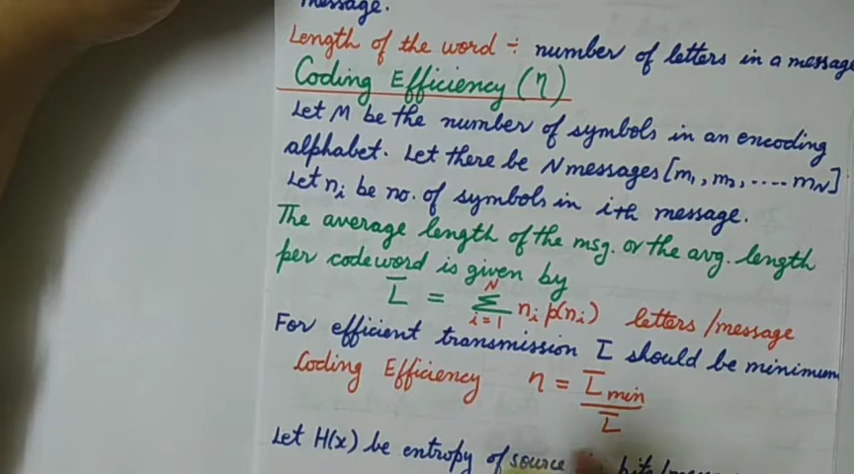 message.
Length of the word ÷ number of letters in a message
Coding Efficiency (η)
Let M be the number of symbols in an encoding
alphabet. Let there be N messages [m₁, m₂, ..... mN]
Let nᵢ be no. of symbols in ith message.
The average length of the msg. or the avg. length
per codeword is given by
L̄ = Σ i=1 N nᵢ p(nᵢ) letters/message
For efficient transmission L̄ should be minimum
Coding Efficiency η = L̄min / L̄
Let H(x) be entropy of source